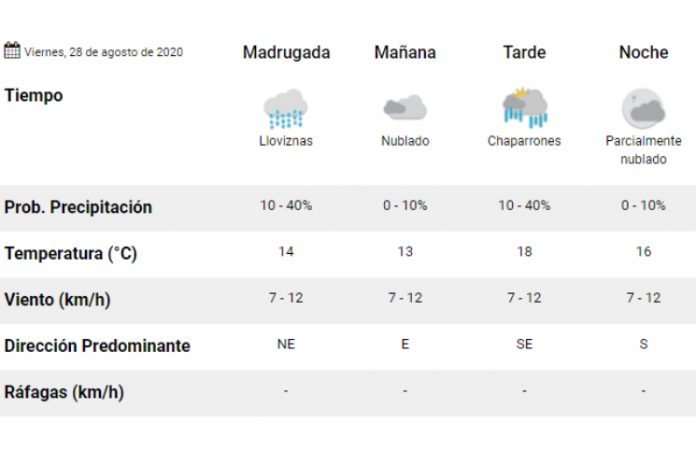 Viernes, 28 de agosto de 2020 Madrugada Mañana Tarde Noche
Tiempo
Lloviznas Nublado Chaparrones Parcialmente
nublado
Prob. Precipitación 10 - 40% 0 - 10% 10 - 40% 0 - 10%
Temperatura (°C) 14 13 18 16
Viento (km/h) 7 - 12 7 - 12 7 - 12 7 - 12
Dirección Predominante NE E SE S
Ráfagas (km/h) - - - -